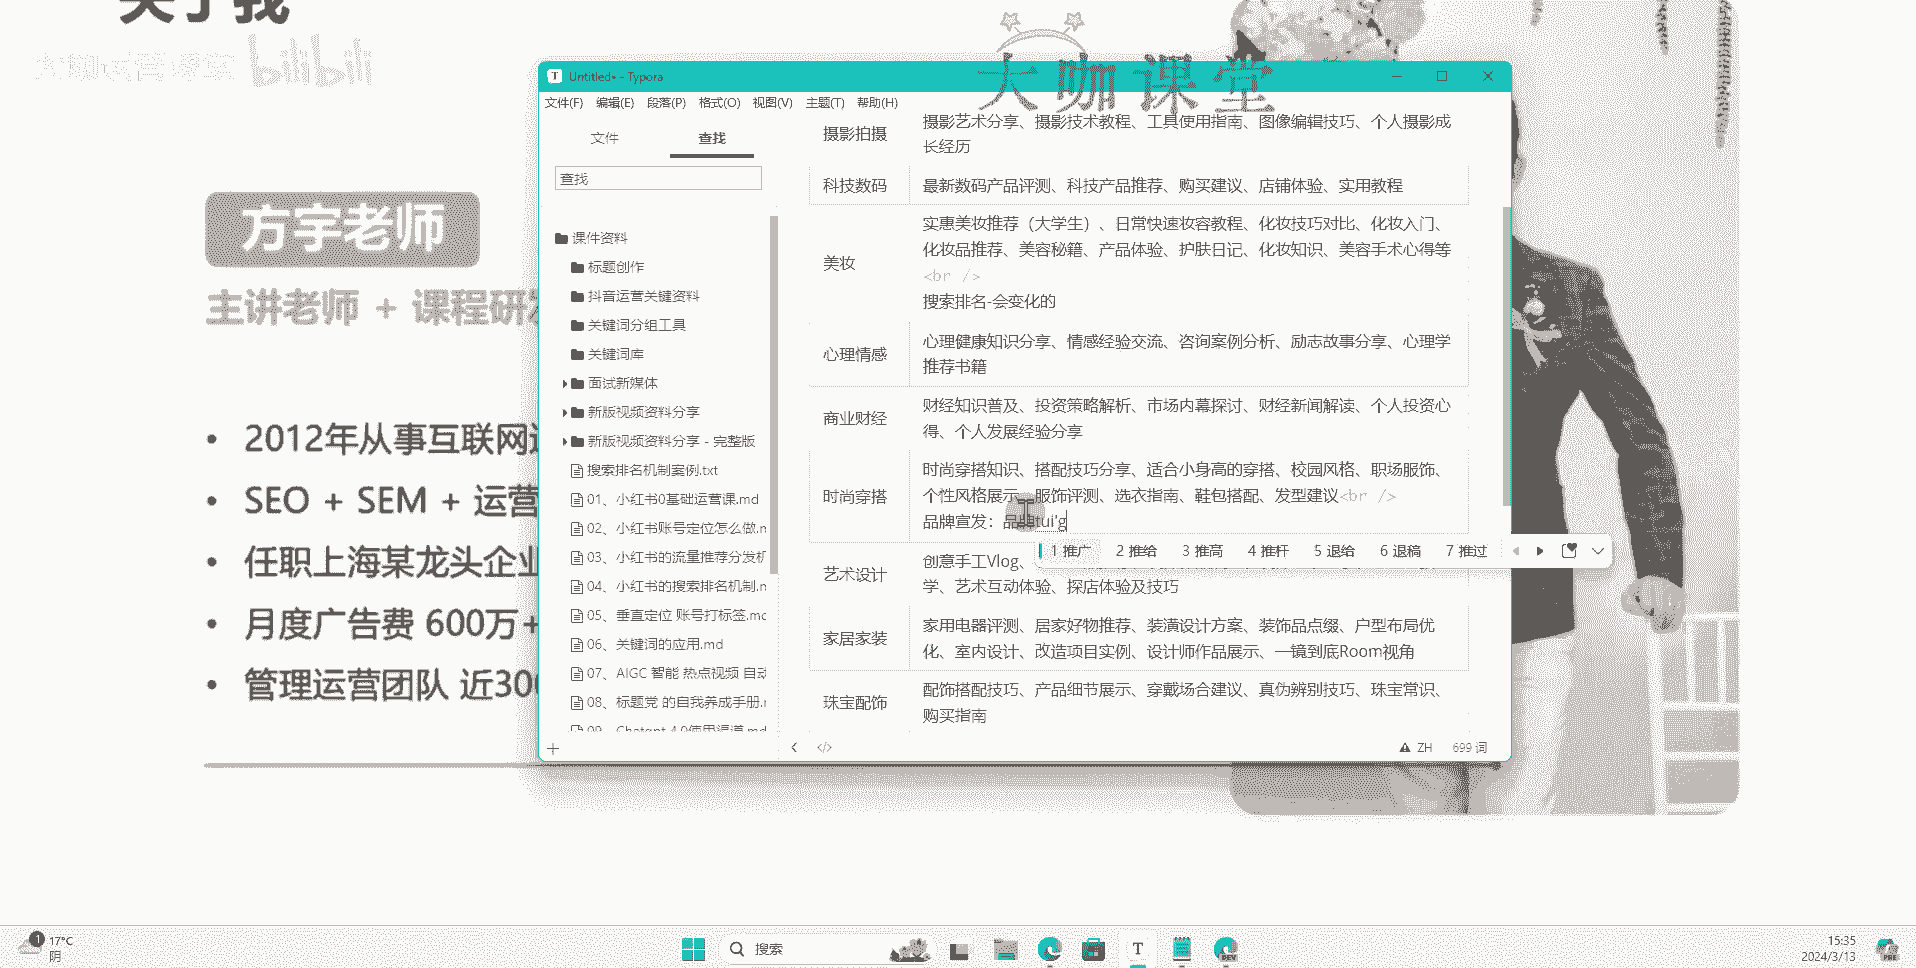 关于我
bilibili
大咖课堂
方宇老师
主讲老师 + 课程研发
2012年从事互联网运
SEO + SEM + 运营
任职上海某龙头企业
月度广告费 600万+
管理运营团队 近300
Untitled• - Typora
文件(F) 编辑(E) 段落(P) 格式(O) 视图(V) 主题(T) 帮助(H)
文件 查找
查找
课件资料
标题创作
抖音运营关键资料
关键词分组工具
关键词库
面试新媒体
新版视频资料分享
新版视频资料分享 - 完整版
搜索排名机制案例.txt
01、小红书0基础运营课.md
02、小红书账号定位怎么做.m
03、小红书的流量推荐分发机
04、小红书的搜索排名机制.m
05、垂直定位 账号打标签.md
06、关键词的应用.md
07、AIGC 智能 热点视频 自动
08、标题党 的自我养成手册.m
09、Chatgpt 4.0使用渠道.md
摄影拍摄
摄影艺术分享、摄影技术教程、工具使用指南、图像编辑技巧、个人摄影成
长经历
科技数码
最新数码产品评测、科技产品推荐、购买建议、店铺体验、实用教程
美妆
实惠美妆推荐（大学生）、日常快速妆容教程、化妆技巧对比、化妆入门、
化妆品推荐、美容秘籍、产品体验、护肤日记、化妆知识、美容手术心得等
<br />
搜索排名-会变化的
心理情感
心理健康知识分享、情感经验交流、咨询案例分析、励志故事分享、心理学
推荐书籍
商业财经
财经知识普及、投资策略解析、市场内幕探讨、财经新闻解读、个人投资心
得、个人发展经验分享
时尚穿搭
时尚穿搭知识、搭配技巧分享、适合小身高的穿搭、校园风格、职场服饰、
个性风格展示、服饰评测、选衣指南、鞋包搭配、发型建议<br />
品牌宣发：品牌tui'g
1 推广 2 推给 3 推高 4 推杆 5 退给 6 退稿 7 推过
艺术设计
创意手工Vlog、
学、艺术互动体验、探店体验及技巧
家居家装
家用电器评测、居家好物推荐、装潢设计方案、装饰品点缀、户型布局优
化、室内设计、改造项目实例、设计师作品展示、一镜到底Room视角
珠宝配饰
配饰搭配技巧、产品细节展示、穿戴场合建议、真伪辨别技巧、珠宝常识、
购买指南
ZH 699 词
1
17°C
阴
搜索
DEV
15:35
2024/3/13
PRE